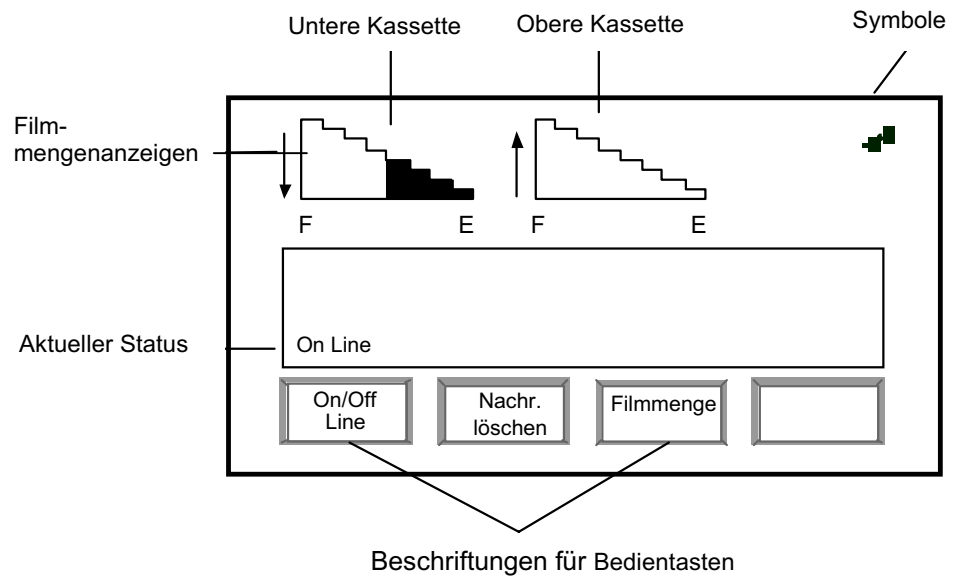 Untere Kassette
Obere Kassette
Symbole
Film-
mengenanzeigen
F
E
F
E
Aktueller Status
On Line
On/Off
Line
Nachr.
löschen
Filmmenge
Beschriftungen für Bedientasten